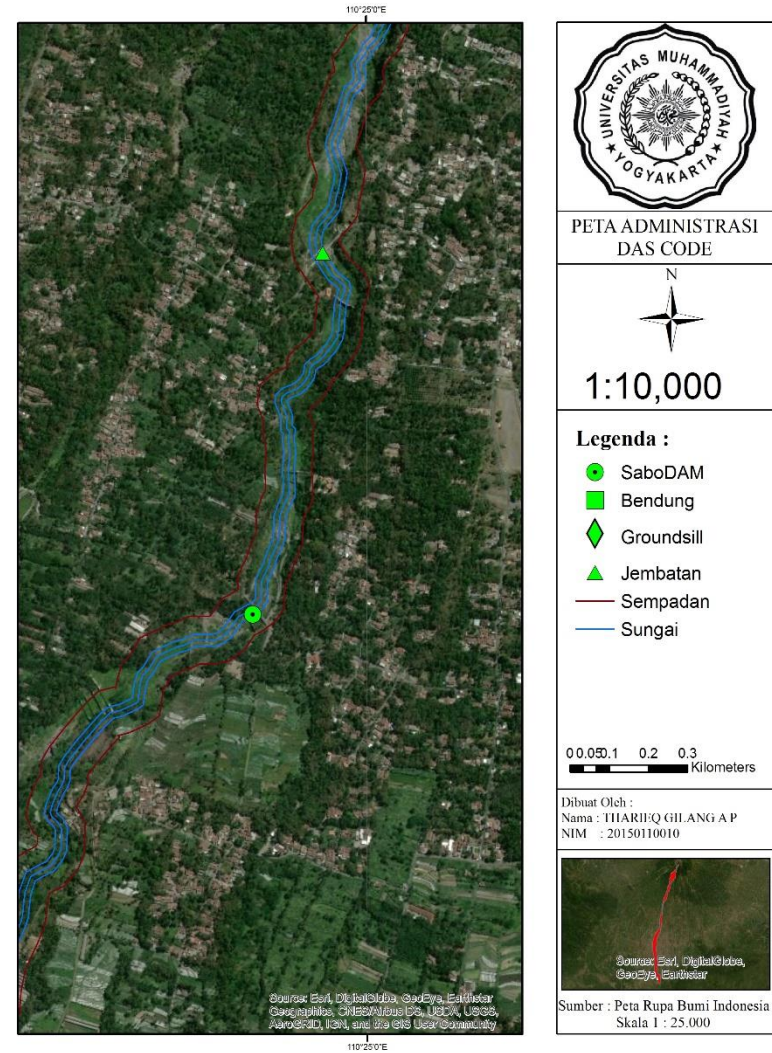 110°25'0"E
UNIVERSITAS MUHAMMADIYAH
YOGYAKARTA
PETA ADMINISTRASI
DAS CODE
N
1:10,000
Legenda :
SaboDAM
Bendung
Groundsill
Jembatan
Sempadan
Sungai
0 0.050.1 0.2 0.3
Kilometers
Dibuat Oleh :
Nama : THARIEQ GILANG A P
NIM : 20150110010
Source: Esri, DigitalGlobe,
GeoEye, Earthstar
Sumber : Peta Rupa Bumi Indonesia
Skala 1 : 25.000
Source: Esri, DigitalGlobe, GeoEye, Earthstar
Geographics, CNES/Airbus DS, USDA, USGS,
AeroGRID, IGN, and the GIS User Community
110°25'0"E